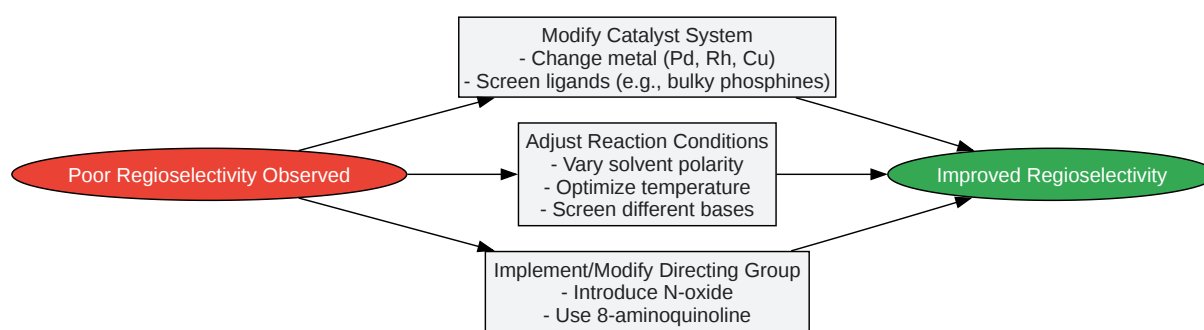 Modify Catalyst System
- Change metal (Pd, Rh, Cu)
- Screen ligands (e.g., bulky phosphines)
Poor Regioselectivity Observed
Adjust Reaction Conditions
- Vary solvent polarity
- Optimize temperature
- Screen different bases
Improved Regioselectivity
Implement/Modify Directing Group
- Introduce N-oxide
- Use 8-aminoquinoline